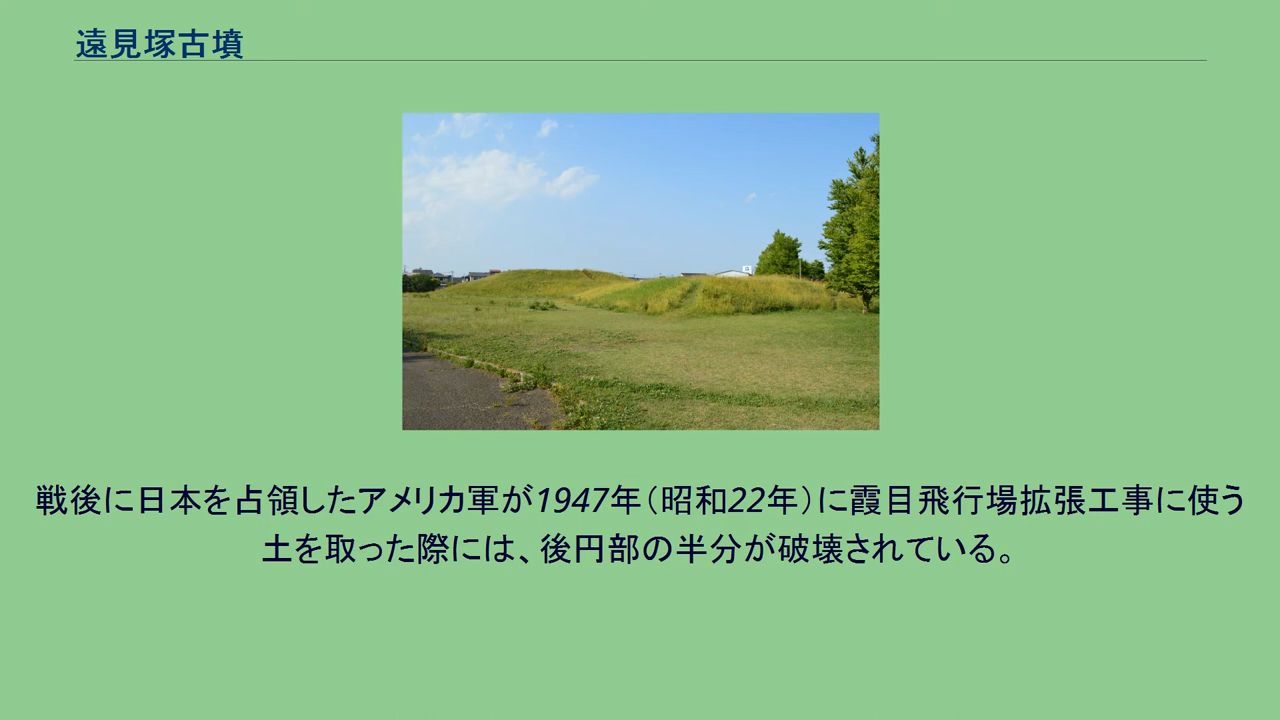 遠見塚古墳
戦後に日本を占領したアメリカ軍が1947年（昭和22年）に霞目飛行場拡張工事に使う
土を取った際には、後円部の半分が破壊されている。